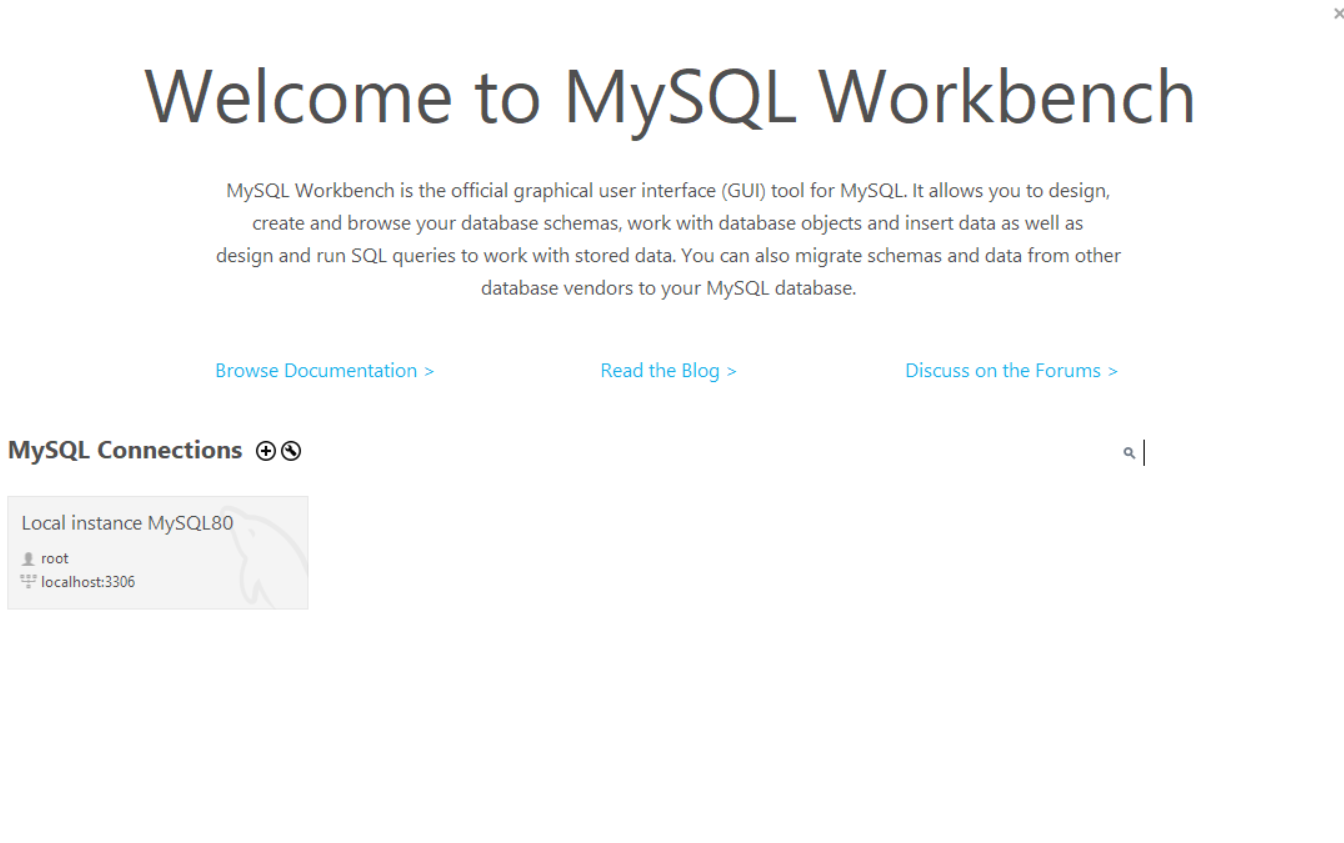 Welcome to MySQL Workbench
MySQL Workbench is the official graphical user interface (GUI) tool for MySQL. It allows you to design,
create and browse your database schemas, work with database objects and insert data as well as
design and run SQL queries to work with stored data. You can also migrate schemas and data from other
database vendors to your MySQL database.
Browse Documentation > Read the Blog > Discuss on the Forums >
MySQL Connections
Local instance MySQL80
root
localhost:3306